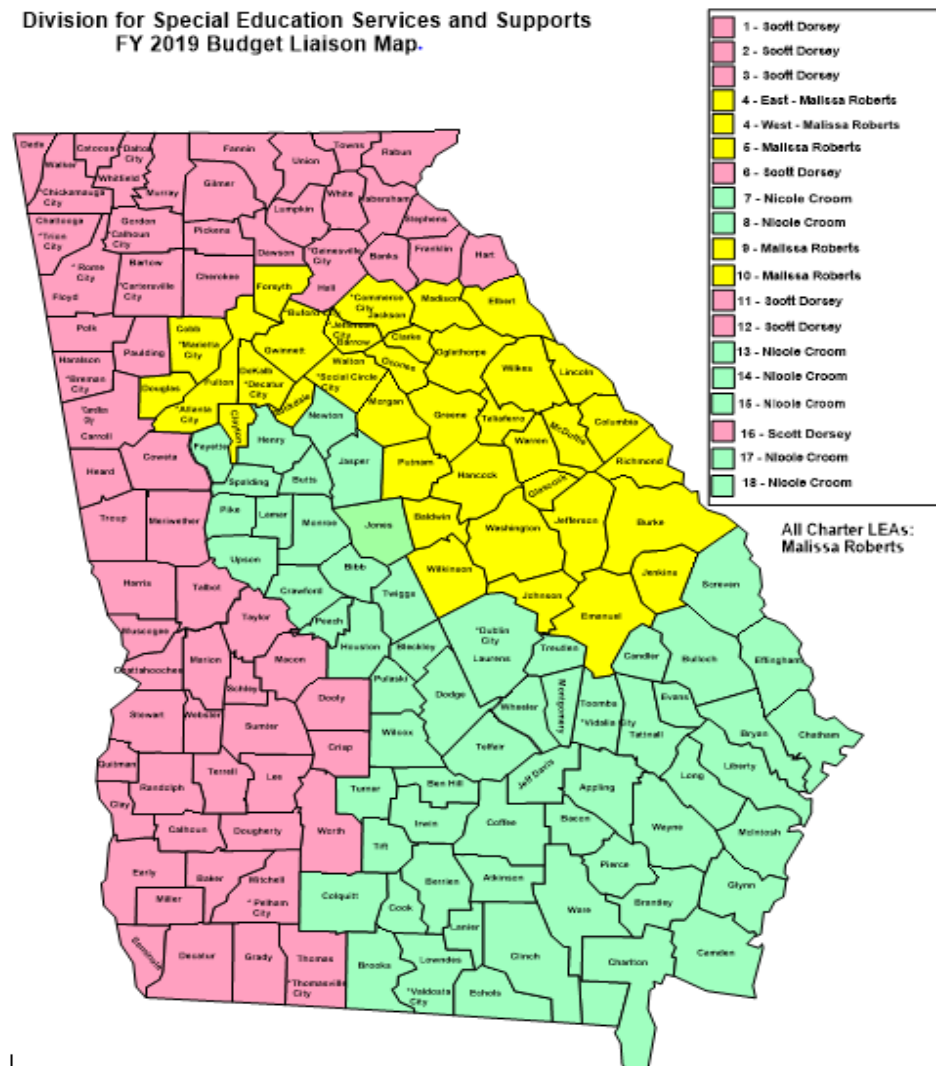 Division for Special Education Services and Supports
FY 2019 Budget Liaison Map.
1 - Scott Dorsey
2 - Scott Dorsey
3 - Scott Dorsey
4 - East - Malissa Roberts
4 - West - Malissa Roberts
5 - Malissa Roberts
6 - Scott Dorsey
7 - Nicole Croom
8 - Nicole Croom
9 - Malissa Roberts
10 - Malissa Roberts
11 - Scott Dorsey
12 - Scott Dorsey
13 - Nicole Croom
14 - Nicole Croom
15 - Nicole Croom
16 - Scott Dorsey
17 - Nicole Croom
18 - Nicole Croom
All Charter LEAs:
Malissa Roberts
Dade
Walker
Catoosa
*Dalton
City
Whitfield
*Chickamauga
City
Murray
Fannin
Gilmer
Union
Towns
Rabun
White
Habersham
Lumpkin
Stephens
Chattooga
*Trion
City
Gordon
*Calhoun
City
Pickens
Dawson
*Gainesville
City
Hall
Banks
Franklin
Hart
*Rome
City
Floyd
Bartow
*Cartersville
City
Cherokee
Forsyth
*Buford City
*Commerce
City
Jackson
*Jefferson
City
Barrow
Madison
Elbert
Clarke
Oconee
Oglethorpe
Polk
Paulding
Cobb
*Marietta
City
Haralson
*Bremen
City
Douglas
Fulton
*Atlanta
City
DeKalb
*Decatur
City
Gwinnett
Rockdale
Walton
*Social Circle
City
Morgan
Greene
Wilkes
Lincoln
Taliaferro
*Carrollton
City
Carroll
Clayton
Fayette
Henry
Newton
Jasper
Putnam
Hancock
Warren
McDuffie
Columbia
Richmond
Glascock
Heard
Coweta
Spalding
Butts
Troup
Meriwether
Pike
Lamar
Monroe
Jones
Baldwin
Washington
Jefferson
Burke
Upson
Bibb
Twiggs
Wilkinson
Johnson
Emanuel
Jenkins
Screven
Harris
Talbot
Crawford
Taylor
Peach
Houston
Bleckley
*Dublin
City
Laurens
Treutlen
Candler
Bulloch
Effingham
Muscogee
Chattahoochee
Marion
Macon
Schley
Dooly
Pulaski
Dodge
Wheeler
Montgomery
Toombs
*Vidalia City
Evans
Tattnall
Bryan
Chatham
Stewart
Webster
Sumter
Crisp
Wilcox
Telfair
Jeff Davis
Appling
Long
Liberty
Quitman
Randolph
Terrell
Lee
Turner
Ben Hill
Clay
Calhoun
Dougherty
Worth
Irwin
Coffee
Bacon
Wayne
McIntosh
Tift
Early
Baker
Mitchell
*Pelham
City
Miller
Colquitt
Cook
Berrien
Atkinson
Ware
Pierce
Brantley
Glynn
Lanier
Seminole
Decatur
Grady
Thomas
*Thomasville
City
Brooks
Lowndes
*Valdosta
City
Echols
Clinch
Charlton
Camden